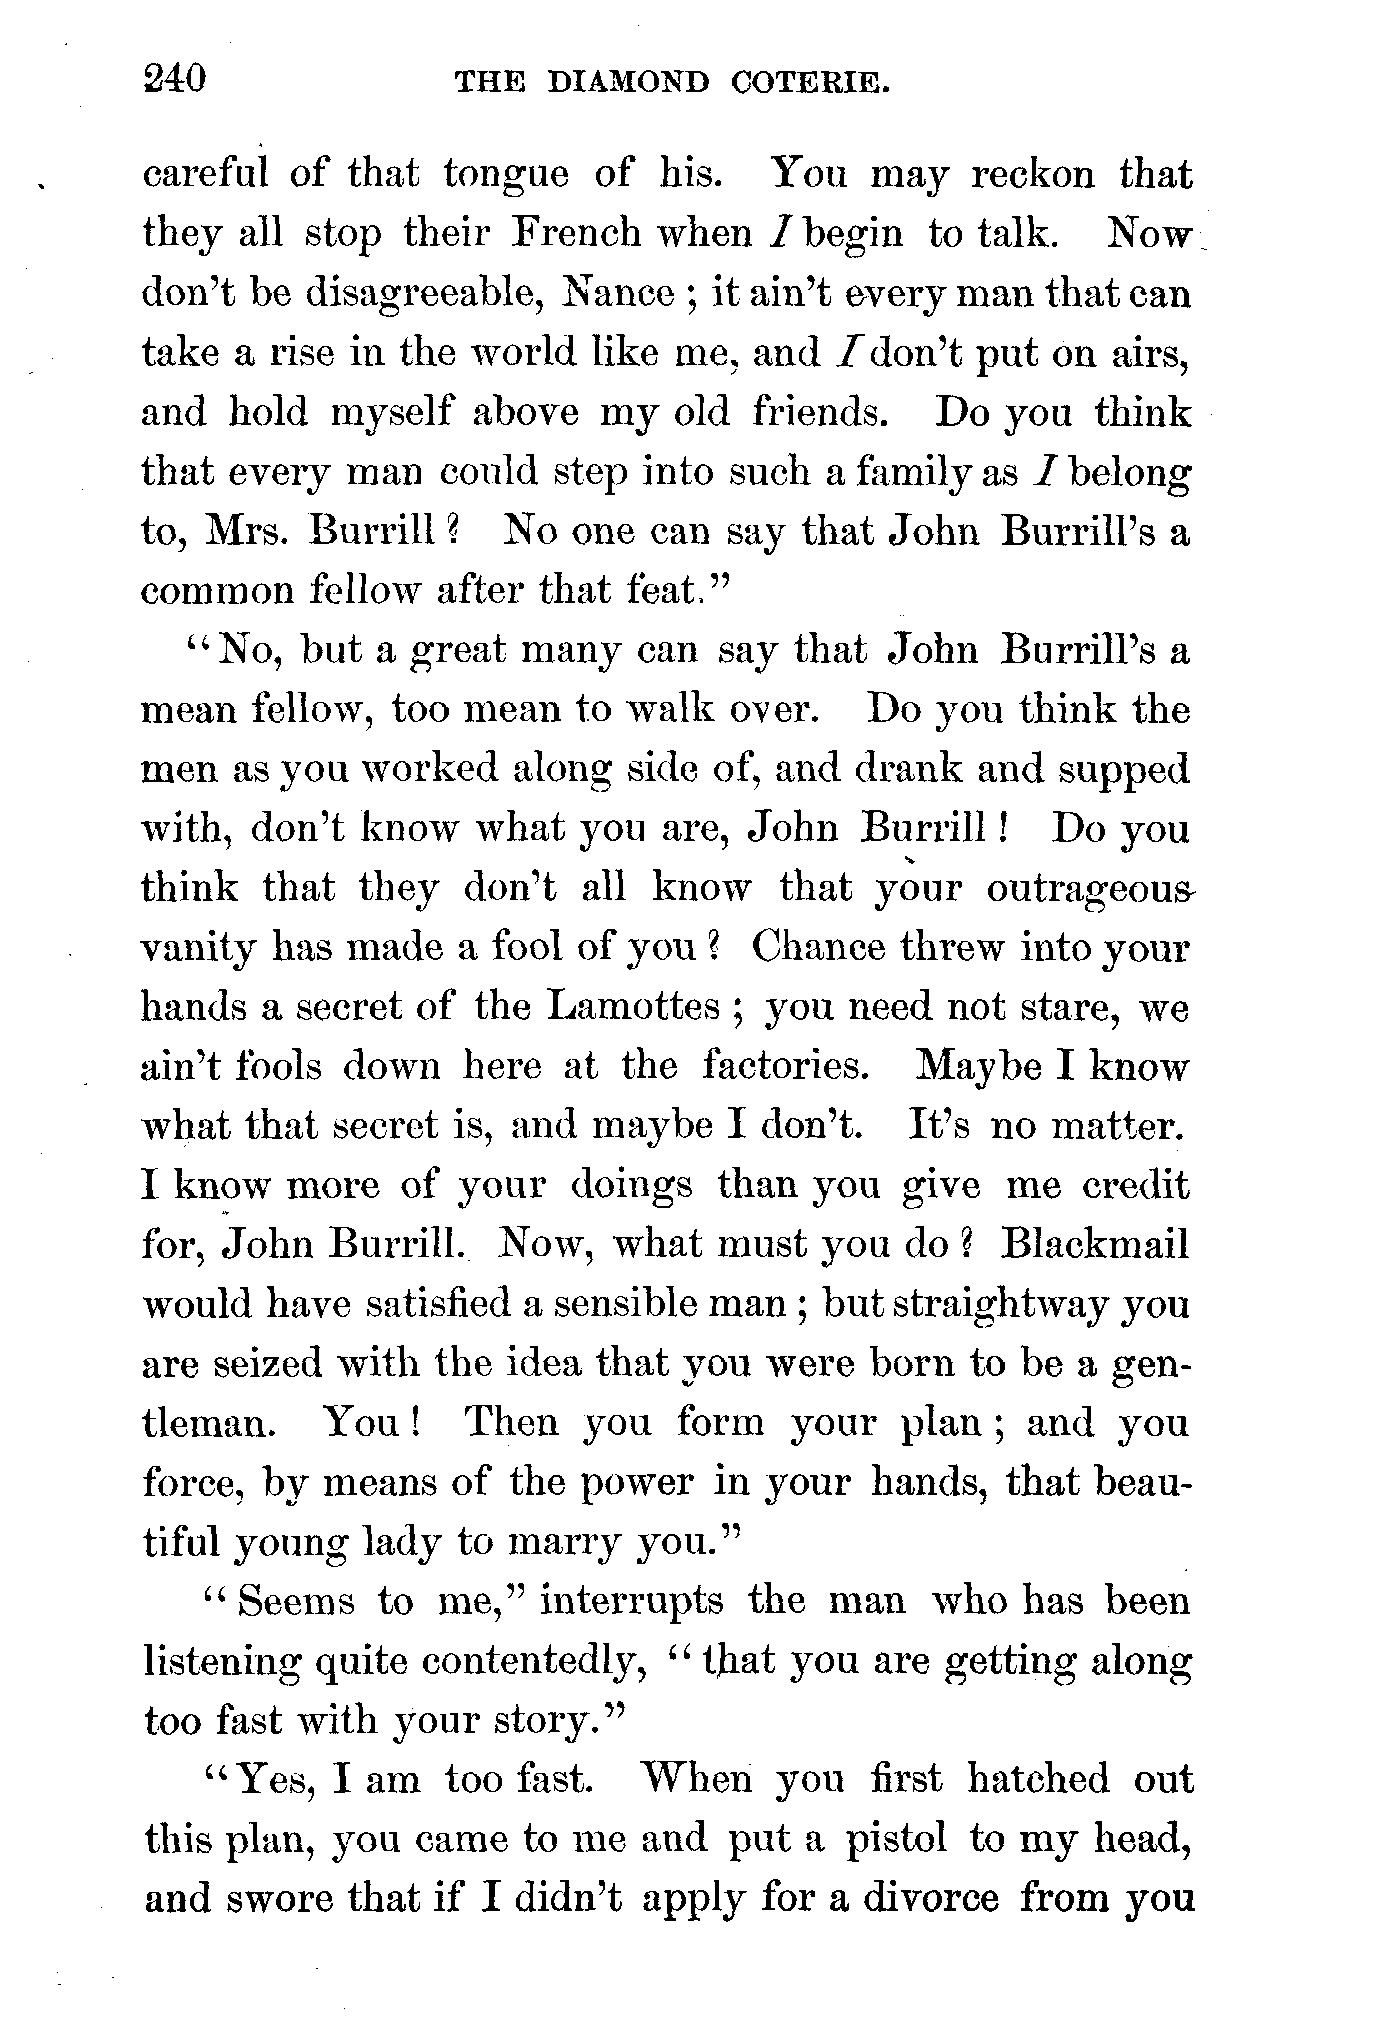 240 THE DIAMOND COTERIE.
careful of that tongue of his. You may reckon that
they all stop their French when I begin to talk. Now
don't be disagreeable, Nance ; it ain't every man that can
take a rise in the world like me, and I don't put on airs,
and hold myself above my old friends. Do you think
that every man could step into such a family as I belong
to, Mrs. Burrill ? No one can say that John Burrill's a
common fellow after that feat."
"No, but a great many can say that John Burrill's a
mean fellow, too mean to walk over. Do you think the
men as you worked along side of, and drank and supped
with, don't know what you are, John Burrill ! Do you
think that they don't all know that your outrageous
vanity has made a fool of you ? Chance threw into your
hands a secret of the Lamottes ; you need not stare, we
ain't fools down here at the factories. Maybe I know
what that secret is, and maybe I don't. It's no matter.
I know more of your doings than you give me credit
for, John Burrill. Now, what must you do ? Blackmail
would have satisfied a sensible man ; but straightway you
are seized with the idea that you were born to be a gen-
tleman. You ! Then you form your plan ; and you
force, by means of the power in your hands, that beau-
tiful young lady to marry you."
"Seems to me," interrupts the man who has been
listening quite contentedly, "that you are getting along
too fast with your story."
"Yes, I am too fast. When you first hatched out
this plan, you came to me and put a pistol to my head,
and swore that if I didn't apply for a divorce from you